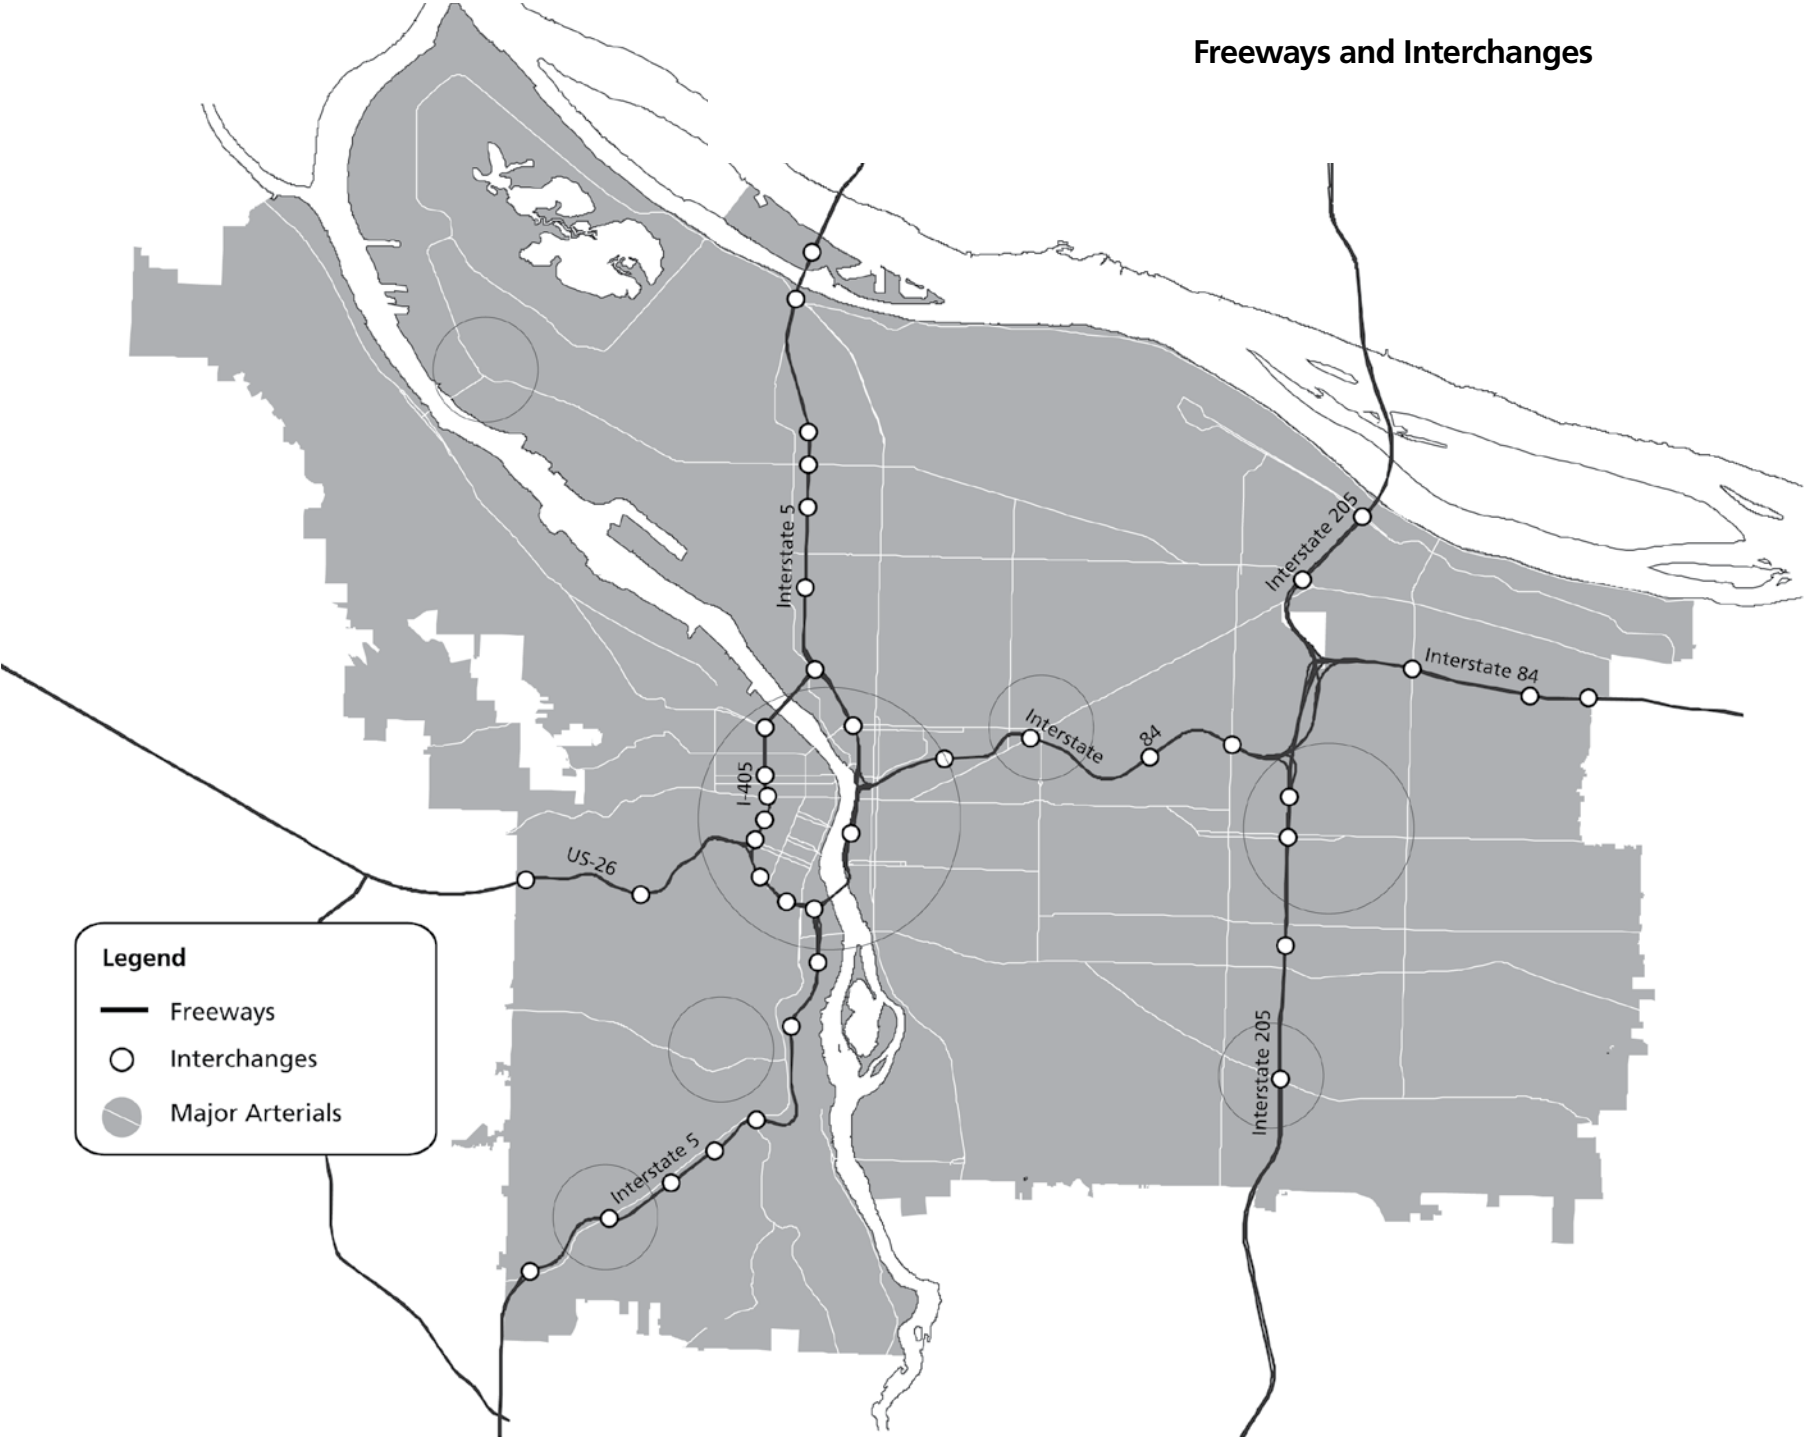 Freeways and Interchanges
Interstate 5
Interstate 205
Interstate 84
Interstate
84
I-405
US-26
Legend
Freeways
Interchanges
Major Arterials
Interstate 205
Interstate 5